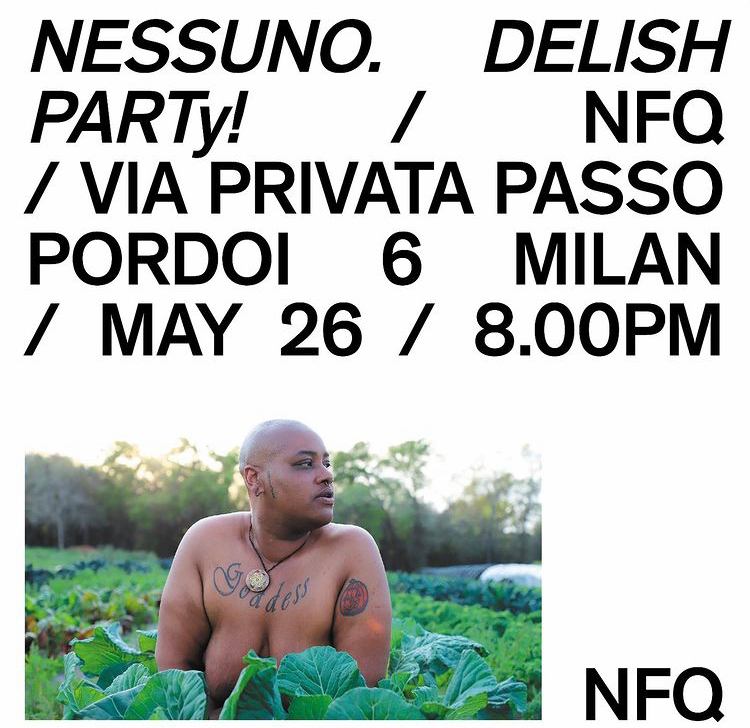 NESSUNO. DELISH
PARTy! / NFQ
/ VIA PRIVATA PASSO
PORDOI 6 MILAN
/ MAY 26 / 8.00PM
Goddess
NFQ